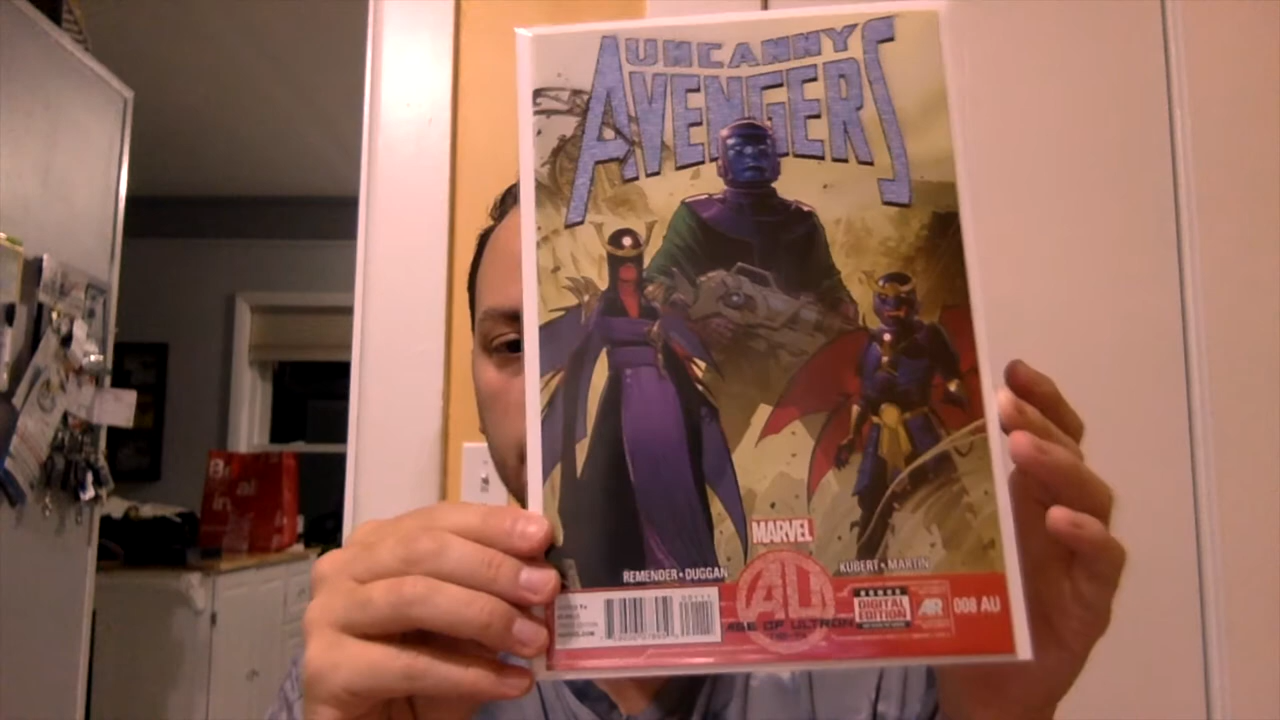 UNCANNY
AVENGERS
MARVEL
REMENDER • DUGGAN
KUBERT • MARTIN
AU
AGE OF ULTRON
DIGITAL
EDITION
AR
008 AU